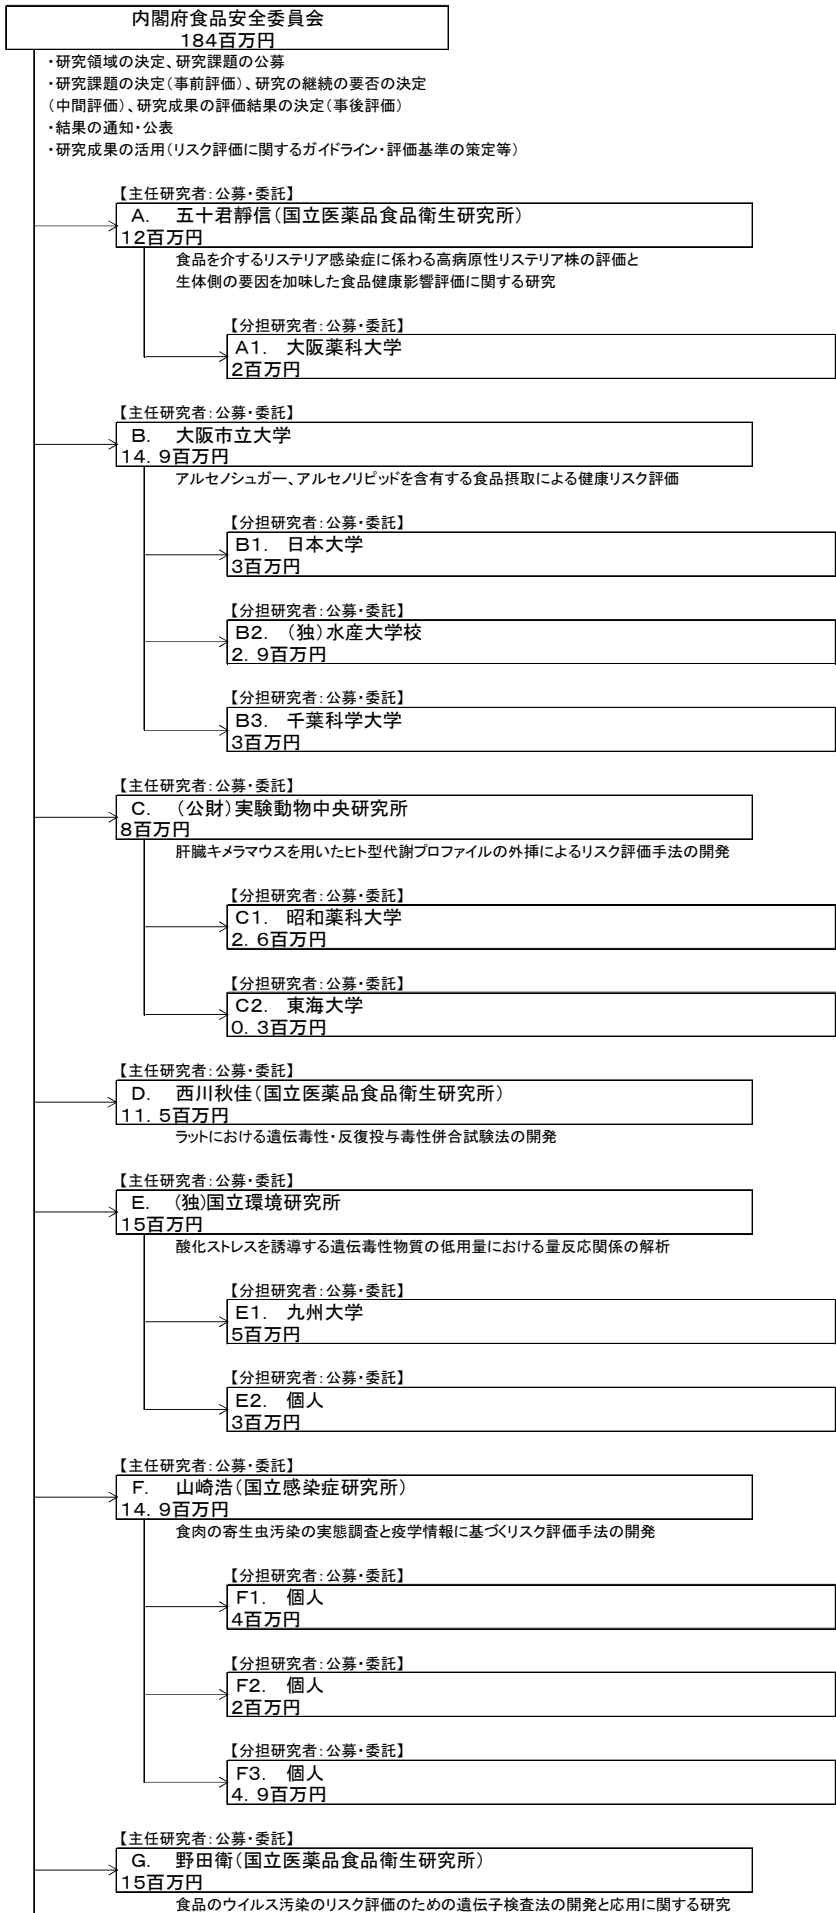 内閣府食品安全委員会
184百万円
・研究領域の決定、研究課題の公募
・研究課題の決定(事前評価)、研究の継続の要否の決定
(中間評価)、研究成果の評価結果の決定(事後評価)
・結果の通知・公表
・研究成果の活用(リスク評価に関するガイドライン・評価基準の策定等)
【主任研究者:公募・委託】
A. 五十君靜信(国立医薬品食品衛生研究所)
12百万円
食品を介するリステリア感染症に係わる高病原性リステリア株の評価と
生体側の要因を加味した食品健康影響評価に関する研究
【分担研究者:公募・委託】
A1. 大阪薬科大学
2百万円
【主任研究者:公募・委託】
B. 大阪市立大学
14.9百万円
アルセノシュガー、アルセノリピッドを含有する食品摂取による健康リスク評価
【分担研究者:公募・委託】
B1. 日本大学
3百万円
【分担研究者:公募・委託】
B2. (独)水産大学校
2.9百万円
【分担研究者:公募・委託】
B3. 千葉科学大学
3百万円
【主任研究者:公募・委託】
C. (公財)実験動物中央研究所
8百万円
肝臓キメラマウスを用いたヒト型代謝プロファイルの外挿によるリスク評価手法の開発
【分担研究者:公募・委託】
C1. 昭和薬科大学
2.6百万円
【分担研究者:公募・委託】
C2. 東海大学
0.3百万円
【主任研究者:公募・委託】
D. 西川秋佳(国立医薬品食品衛生研究所)
11.5百万円
ラットにおける遺伝毒性・反復投与毒性併合試験法の開発
【主任研究者:公募・委託】
E. (独)国立環境研究所
15百万円
酸化ストレスを誘導する遺伝毒性物質の低用量における量反応関係の解析
【分担研究者:公募・委託】
E1. 九州大学
5百万円
【分担研究者:公募・委託】
E2. 個人
3百万円
【主任研究者:公募・委託】
F. 山崎浩(国立感染症研究所)
14.9百万円
食肉の寄生虫汚染の実態調査と疫学情報に基づくリスク評価手法の開発
【分担研究者:公募・委託】
F1. 個人
4百万円
【分担研究者:公募・委託】
F2. 個人
2百万円
【分担研究者:公募・委託】
F3. 個人
4.9百万円
【主任研究者:公募・委託】
G. 野田衛(国立医薬品食品衛生研究所)
15百万円
食品のウイルス汚染のリスク評価のための遺伝子検査法の開発と応用に関する研究